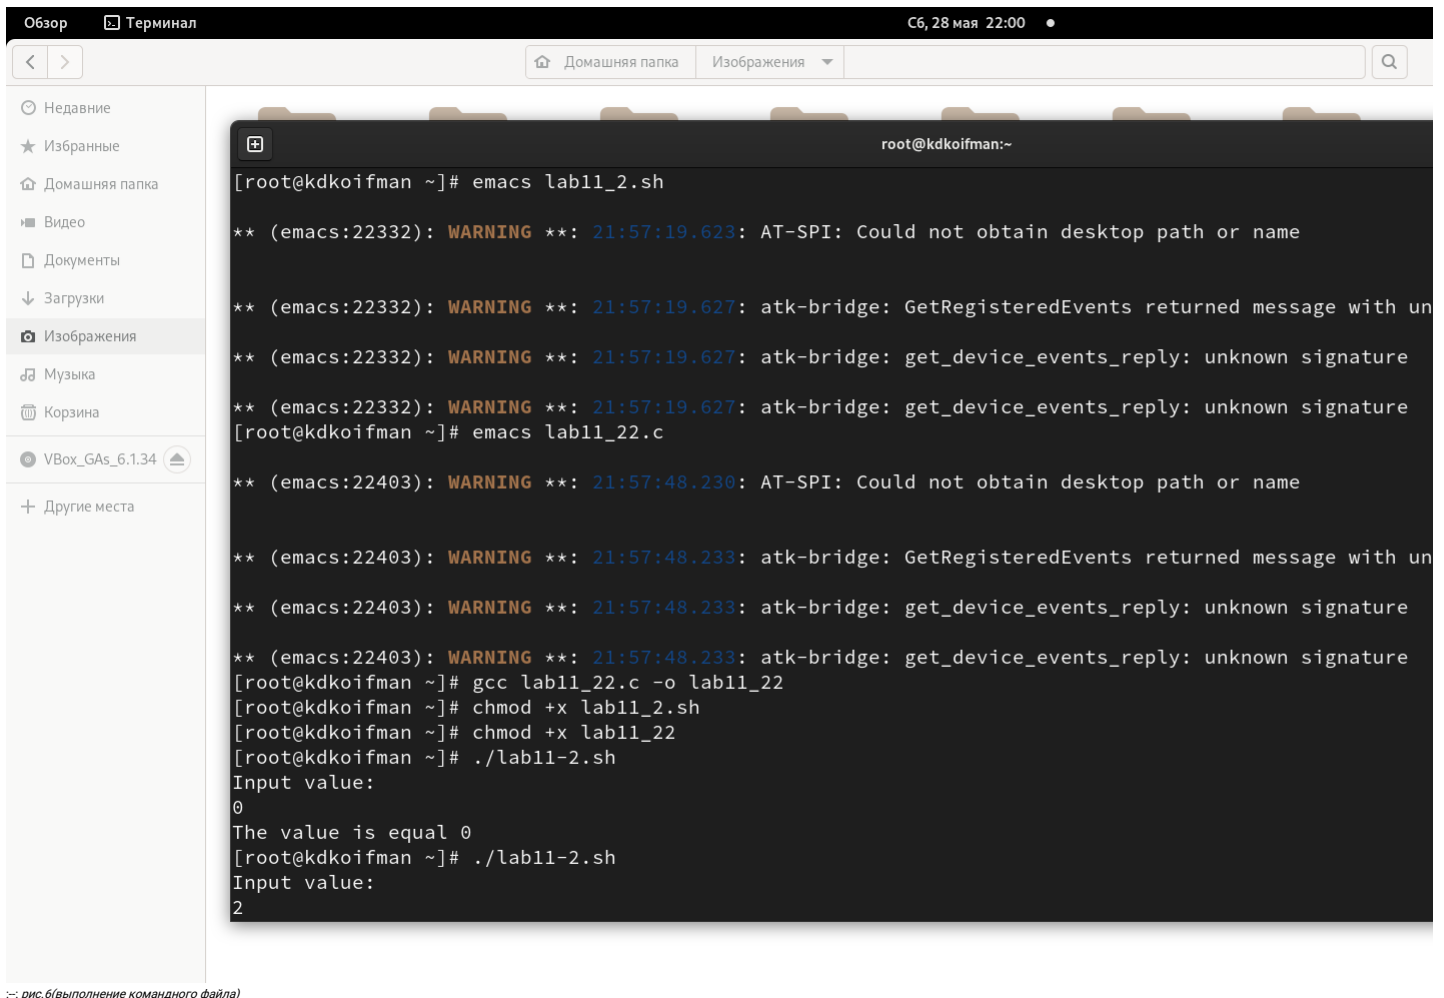 Обзор Терминал Сб, 28 мая 22:00
Домашняя папка Изображения
Недавние
Избранные
Домашняя папка
Видео
Документы
Загрузки
Изображения
Музыка
Корзина
VBox_GAs_6.1.34
Другие места
root@kdkoifman:~
[root@kdkoifman ~]# emacs lab11_2.sh
** (emacs:22332): WARNING **: 21:57:19.623: AT-SPI: Could not obtain desktop path or name
** (emacs:22332): WARNING **: 21:57:19.627: atk-bridge: GetRegisteredEvents returned message with un
** (emacs:22332): WARNING **: 21:57:19.627: atk-bridge: get_device_events_reply: unknown signature
** (emacs:22332): WARNING **: 21:57:19.627: atk-bridge: get_device_events_reply: unknown signature
[root@kdkoifman ~]# emacs lab11_22.c
** (emacs:22403): WARNING **: 21:57:48.230: AT-SPI: Could not obtain desktop path or name
** (emacs:22403): WARNING **: 21:57:48.233: atk-bridge: GetRegisteredEvents returned message with un
** (emacs:22403): WARNING **: 21:57:48.233: atk-bridge: get_device_events_reply: unknown signature
** (emacs:22403): WARNING **: 21:57:48.233: atk-bridge: get_device_events_reply: unknown signature
[root@kdkoifman ~]# gcc lab11_22.c -o lab11_22
[root@kdkoifman ~]# chmod +x lab11_2.sh
[root@kdkoifman ~]# chmod +x lab11_22
[root@kdkoifman ~]# ./lab11-2.sh
Input value:
0
The value is equal 0
[root@kdkoifman ~]# ./lab11-2.sh
Input value:
2
:--: рис.6(выполнение командного файла)